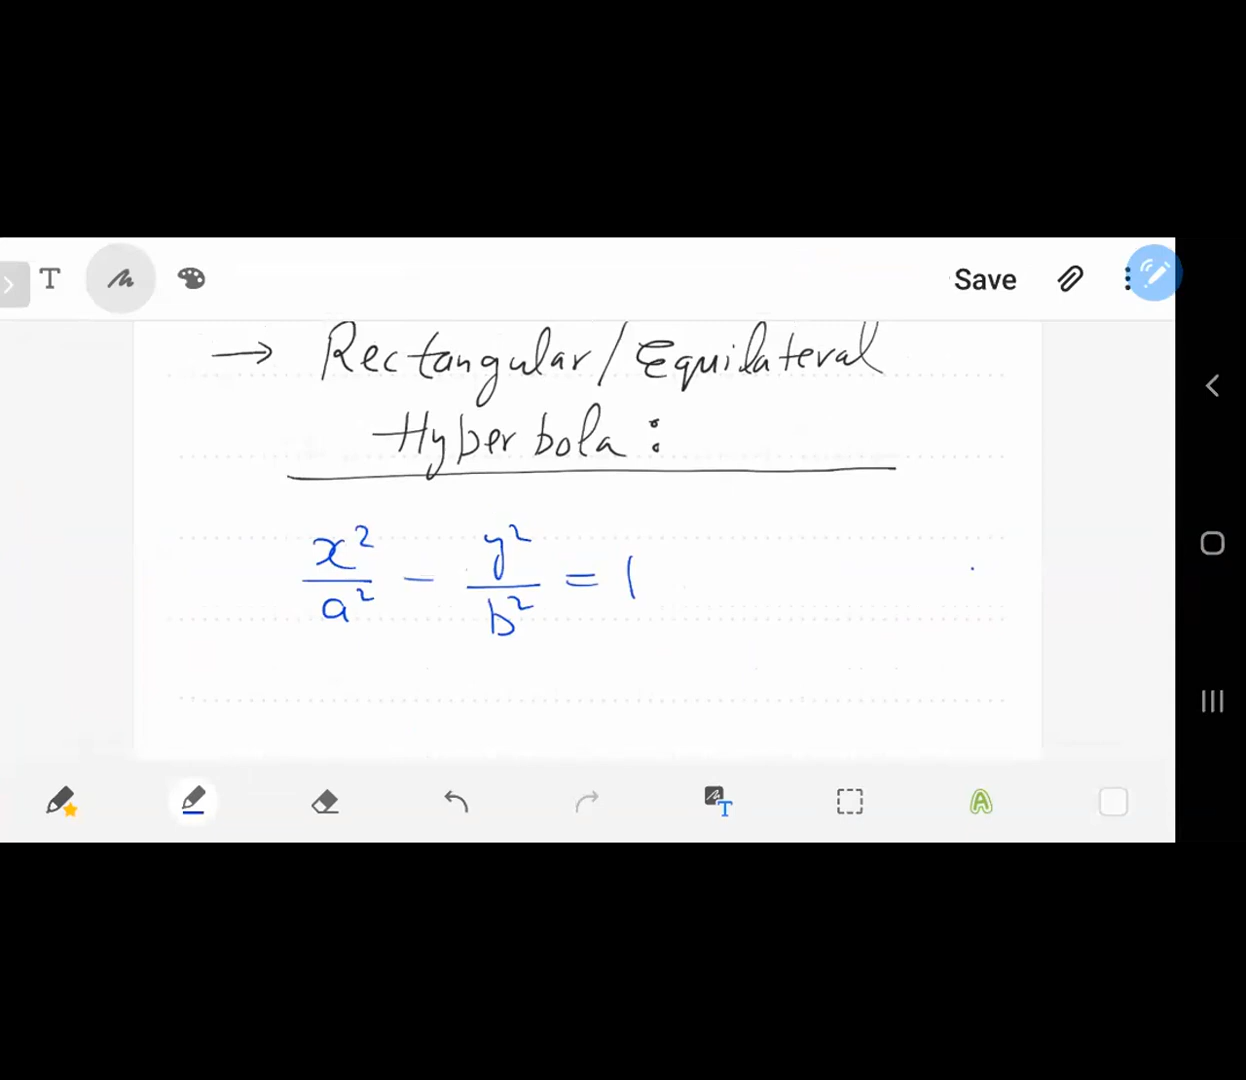 T Save
→ Rectangular/Equilateral
Hyperbola:
x²/a² - y²/b² = 1
T A